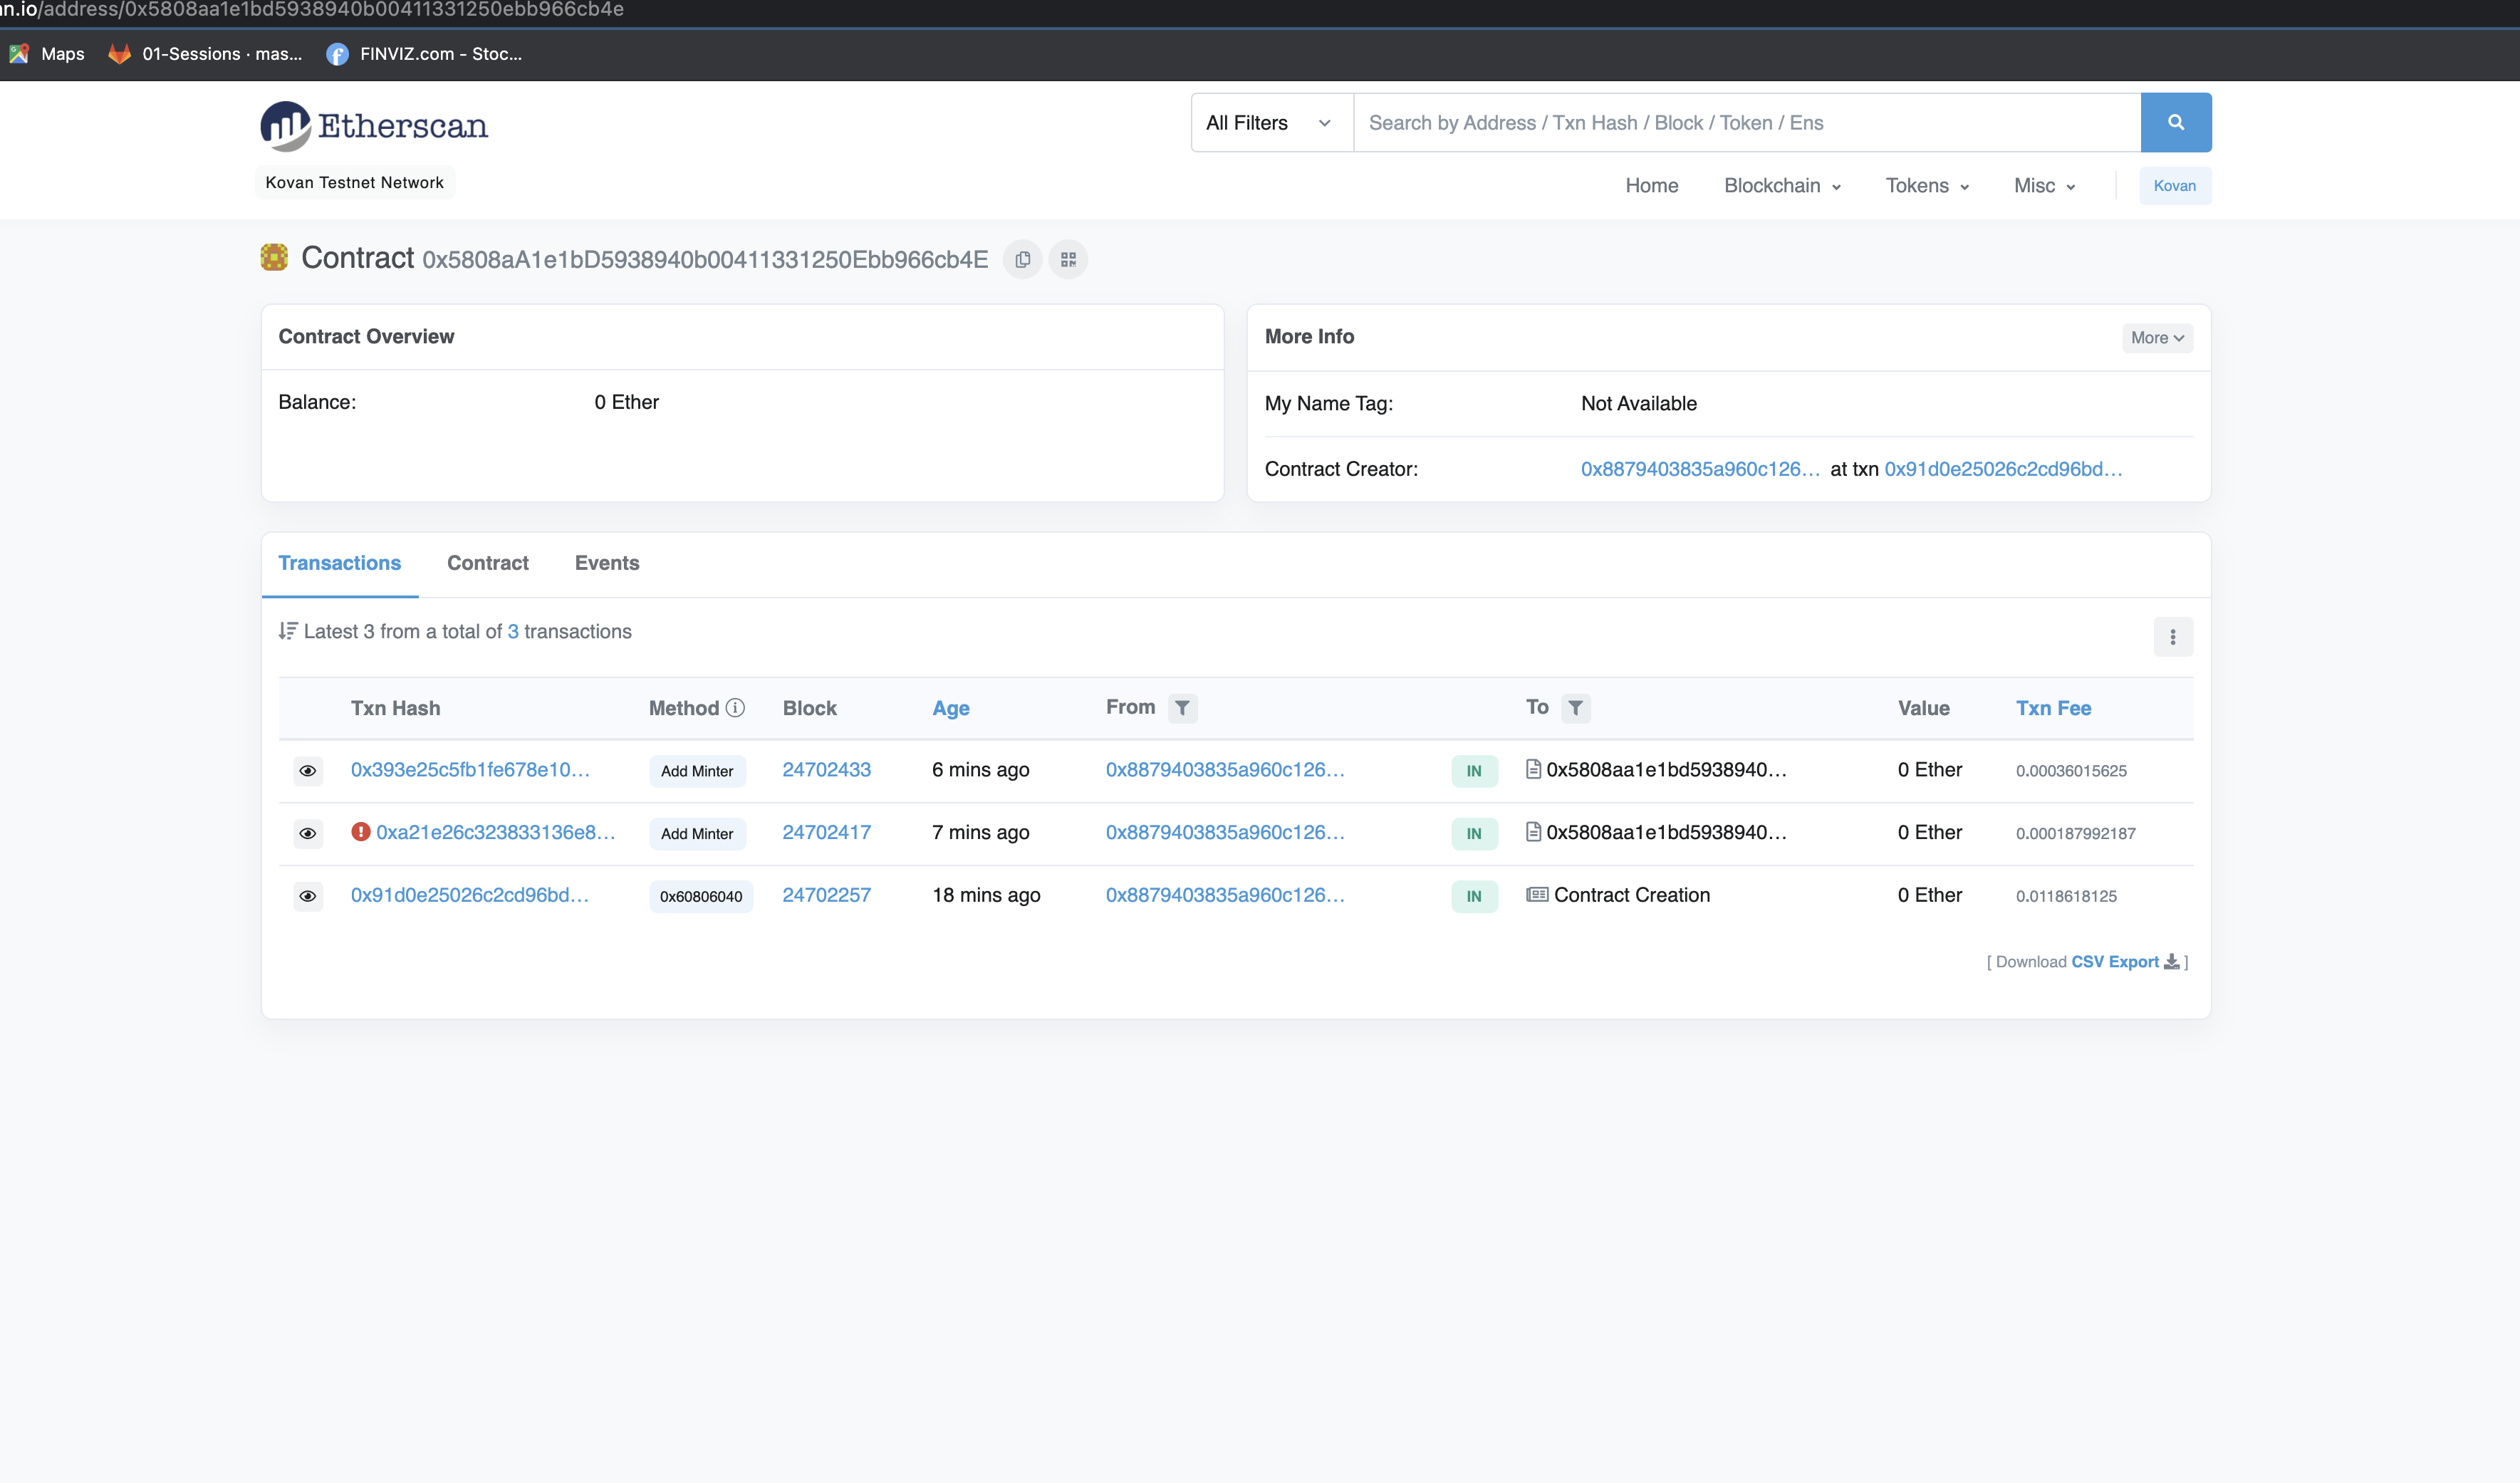 n.io/address/0x5808aa1e1bd5938940b00411331250ebb966cb4e
Maps 01-Sessions · mas... FINVIZ.com - Stoc...
Etherscan
All Filters Search by Address / Txn Hash / Block / Token / Ens
Kovan Testnet Network
Home Blockchain Tokens Misc Kovan
Contract 0x5808aA1e1bD5938940b00411331250Ebb966cb4E
Contract Overview
Balance: 0 Ether
More Info More
My Name Tag: Not Available
Contract Creator: 0x8879403835a960c126... at txn 0x91d0e25026c2cd96bd...
Transactions Contract Events
Latest 3 from a total of 3 transactions
Txn Hash Method Block Age From To Value Txn Fee
0x393e25c5fb1fe678e10... Add Minter 24702433 6 mins ago 0x8879403835a960c126... IN 0x5808aa1e1bd5938940... 0 Ether 0.00036015625
0xa21e26c323833136e8... Add Minter 24702417 7 mins ago 0x8879403835a960c126... IN 0x5808aa1e1bd5938940... 0 Ether 0.000187992187
0x91d0e25026c2cd96bd... 0x60806040 24702257 18 mins ago 0x8879403835a960c126... IN Contract Creation 0 Ether 0.0118618125
[ Download CSV Export ]